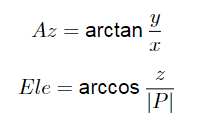 Az = arctan y/x
Ele = arccos z/|P|